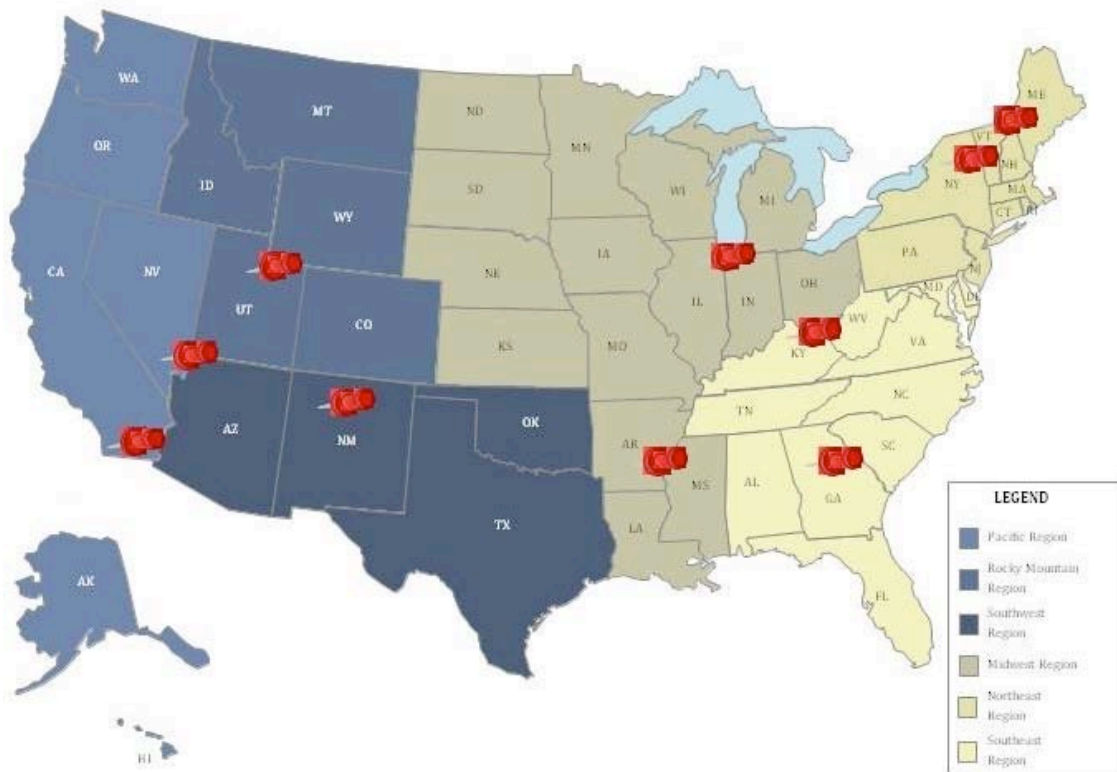 WA
MT
ME
ND
OR
MN
VT
ID
SD
WI
NH
NY
MI
MA
WY
CT
RI
CA
NV
IA
PA
NE
NJ
UT
IL
IN
OH
MD
DE
CO
WV
KS
MO
KY
VA
NC
TN
OK
AZ
NM
AR
SC
MS
AL
GA
TX
LA
LEGEND
Pacific Region
AK
Rocky Mountain
Region
FL
Southwest
Region
Midwest Region
Northeast
Region
Southeast
Region
HI